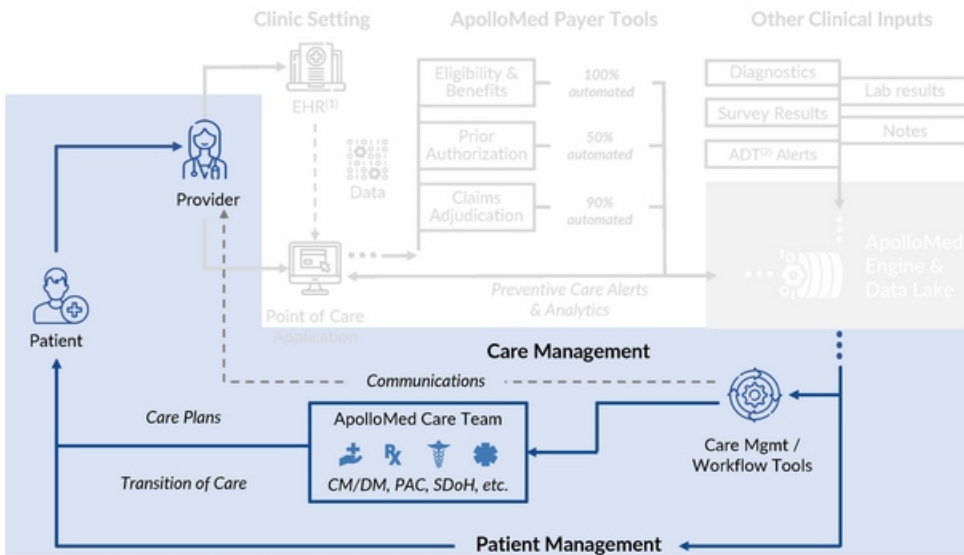 Clinic Setting
ApolloMed Payer Tools
Other Clinical Inputs
EHR(1)
Eligibility &
Benefits
100%
automated
Diagnostics
Lab results
Survey Results
Notes
ADT(2) Alerts
Prior
Authorization
50%
automated
Data
Claims
Adjudication
90%
automated
Provider
Point of Care
Application
Preventive Care Alerts
& Analytics
ApolloMed
Engine &
Data Lake
Patient
Care Management
Communications
Care Plans
ApolloMed Care Team
Rx
CM/DM, PAC, SDoH, etc.
Care Mgmt /
Workflow Tools
Transition of Care
Patient Management